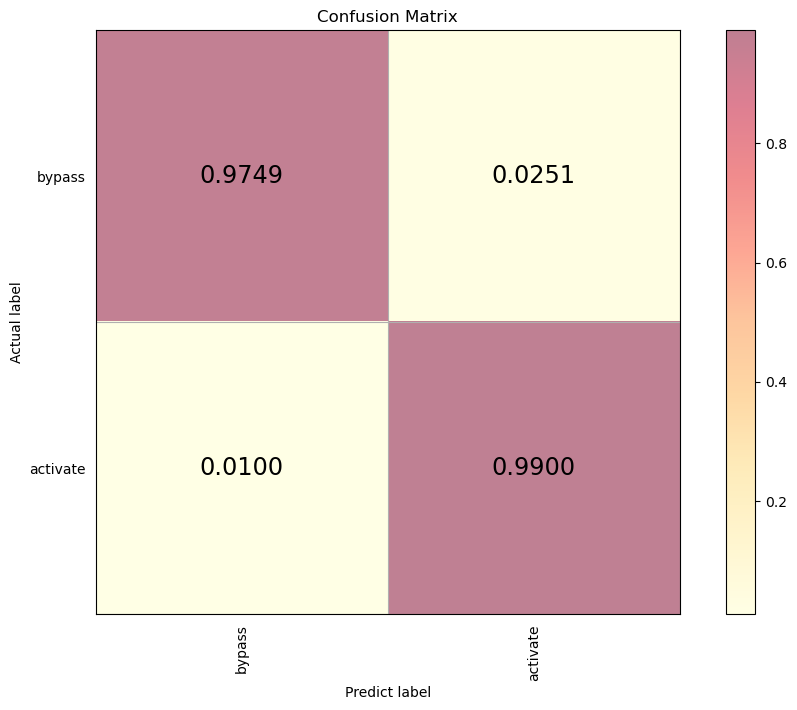 Confusion Matrix
bypass
0.9749
0.0251
activate
0.0100
0.9900
Actual label
bypass
activate
Predict label
0.8
0.6
0.4
0.2